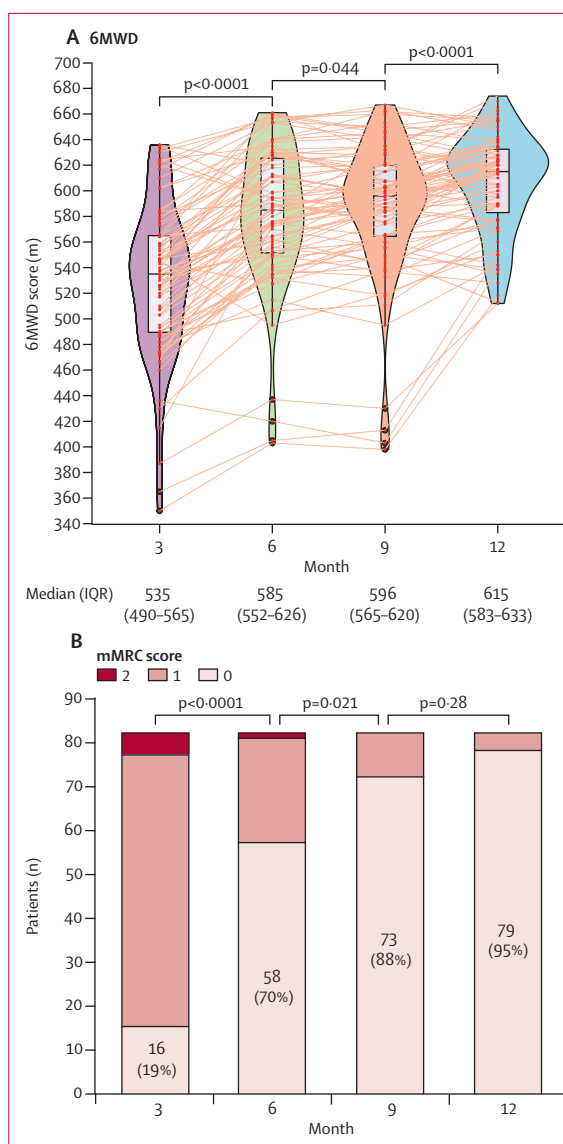 A 6MWD
p<0·0001
p=0·044
p<0·0001
700
680
660
640
620
600
580
560
540
520
500
480
460
440
420
400
380
360
340
6MWD score (m)
3 6 9 12
Month
Median (IQR) 535 585 596 615
(490–565) (552–626) (565–620) (583–633)
B
mMRC score
2 1 0
p<0·0001 p=0·021 p=0·28
90
80
70
60
50
40
30
20
10
0
Patients (n)
16
(19%)
58
(70%)
73
(88%)
79
(95%)
3 6 9 12
Month